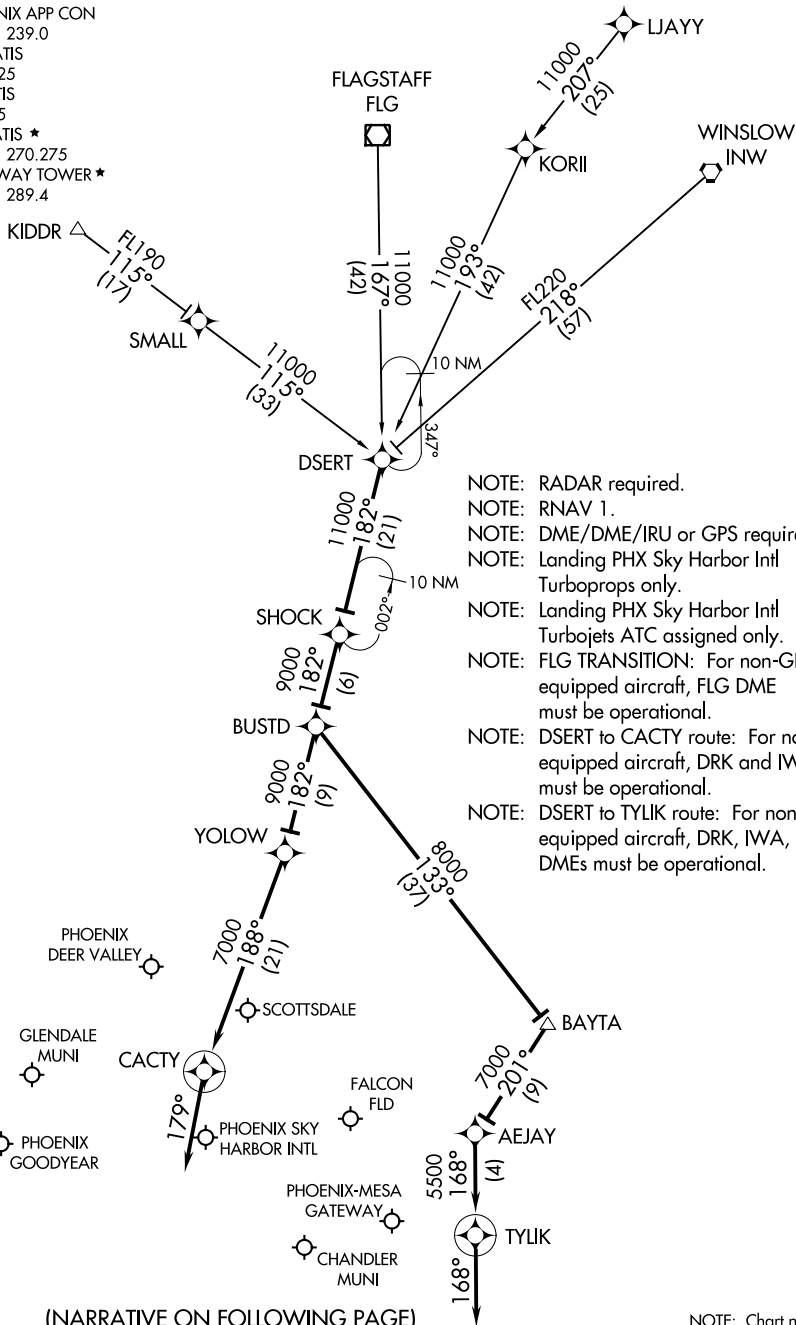 NIX APP CON
239.0
ATIS
25
TIS
5
ATIS ★
270.275
WAY TOWER ★
289.4
LJAYY
11000
207°
(25)
FLAGSTAFF
FLG
KORII
WINSLOW
INW
KIDDR
FL190
115°
(17)
SMALL
11000
115°
(33)
11000
167°
(42)
11000
193°
(42)
FL220
218°
(57)
10 NM
347°
DSERT
11000
182°
(21)
10 NM
002°
SHOCK
9000
182°
(6)
BUSTD
9000
182°
(9)
YOLOW
8000
133°
(37)
NOTE: RADAR required.
NOTE: RNAV 1.
NOTE: DME/DME/IRU or GPS requir
NOTE: Landing PHX Sky Harbor Intl
Turboprops only.
NOTE: Landing PHX Sky Harbor Intl
Turbojets ATC assigned only.
NOTE: FLG TRANSITION: For non-G
equipped aircraft, FLG DME
must be operational.
NOTE: DSERT to CACTY route: For no
equipped aircraft, DRK and IW
must be operational.
NOTE: DSERT to TYLIK route: For non
equipped aircraft, DRK, IWA,
DMEs must be operational.
7000
188°
(21)
PHOENIX
DEER VALLEY
SCOTTSDALE
BAYTA
GLENDALE
MUNI
CACTY
179°
7000
201°
(9)
FALCON
FLD
PHOENIX SKY
HARBOR INTL
AEJAY
PHOENIX
GOODYEAR
5500
168°
(4)
PHOENIX-MESA
GATEWAY
TYLIK
CHANDLER
MUNI
168°
(NARRATIVE ON FOLLOWING PAGE)
NOTE: Chart n